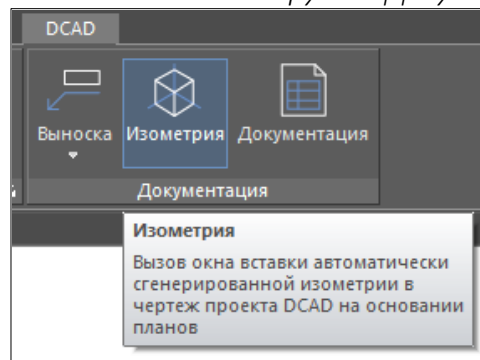 DCAD
Выноска Изометрия Документация
Документация
Изометрия
Вызов окна вставки автоматически
сгенерированной изометрии в
чертеж проекта DCAD на основании
планов